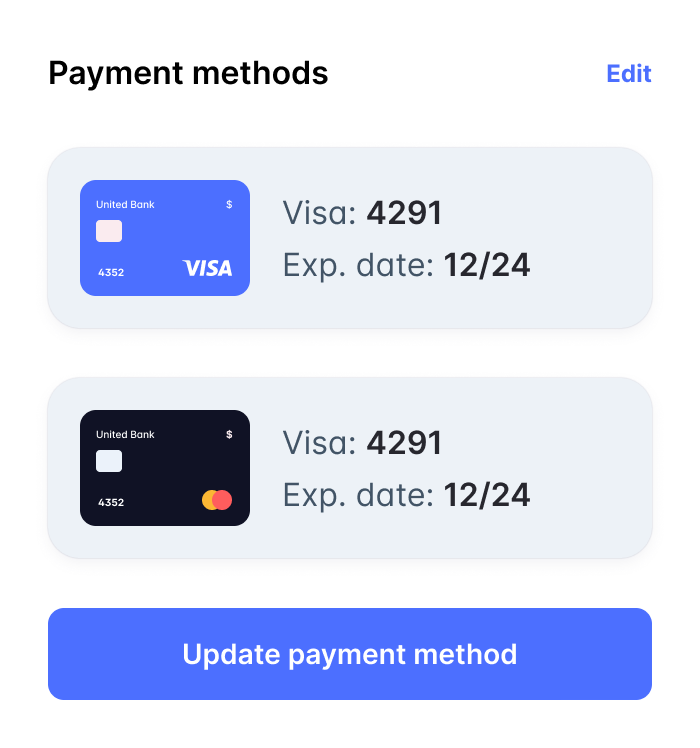 Payment methods
Edit
United Bank $
4352 VISA
Visa: 4291
Exp. date: 12/24
United Bank $
4352
Visa: 4291
Exp. date: 12/24
Update payment method